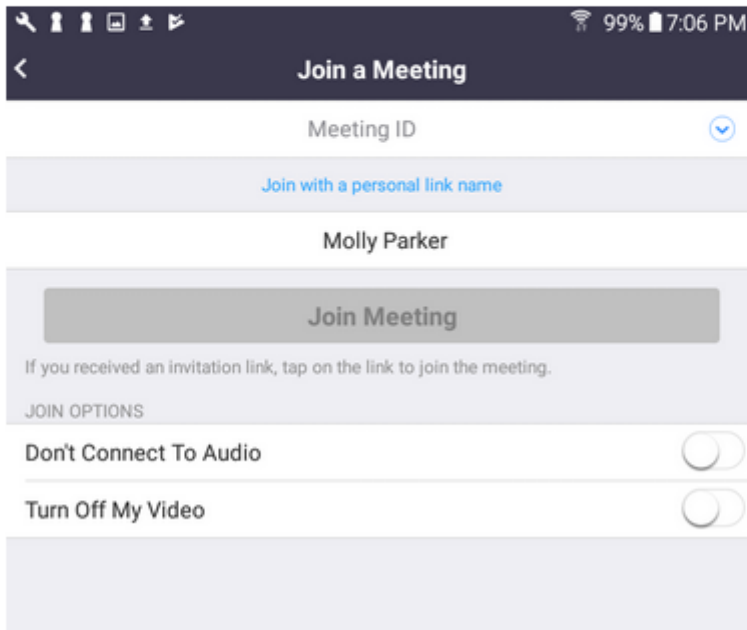 99% 7:06 PM
Join a Meeting
Meeting ID
Join with a personal link name
Molly Parker
Join Meeting
If you received an invitation link, tap on the link to join the meeting.
JOIN OPTIONS
Don't Connect To Audio
Turn Off My Video